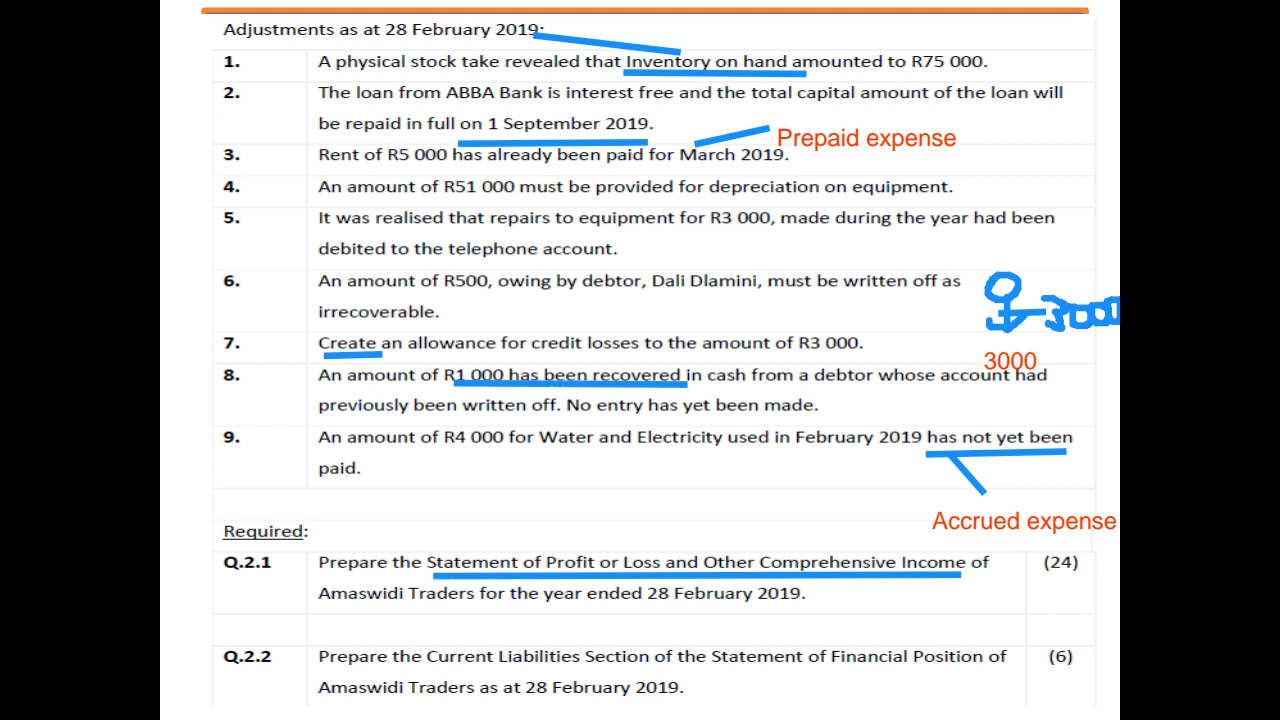 Adjustments as at 28 February 2019:
1. A physical stock take revealed that Inventory on hand amounted to R75 000.
2. The loan from ABBA Bank is interest free and the total capital amount of the loan will
be repaid in full on 1 September 2019.
Prepaid expense
3. Rent of R5 000 has already been paid for March 2019.
4. An amount of R51 000 must be provided for depreciation on equipment.
5. It was realised that repairs to equipment for R3 000, made during the year had been
debited to the telephone account.
6. An amount of R500, owing by debtor, Dali Dlamini, must be written off as
irrecoverable.
7. Create an allowance for credit losses to the amount of R3 000.
3000
8. An amount of R1 000 has been recovered in cash from a debtor whose account had
previously been written off. No entry has yet been made.
9. An amount of R4 000 for Water and Electricity used in February 2019 has not yet been
paid.
Accrued expense
Required:
Q.2.1 Prepare the Statement of Profit or Loss and Other Comprehensive Income of (24)
Amaswidi Traders for the year ended 28 February 2019.
Q.2.2 Prepare the Current Liabilities Section of the Statement of Financial Position of (6)
Amaswidi Traders as at 28 February 2019.